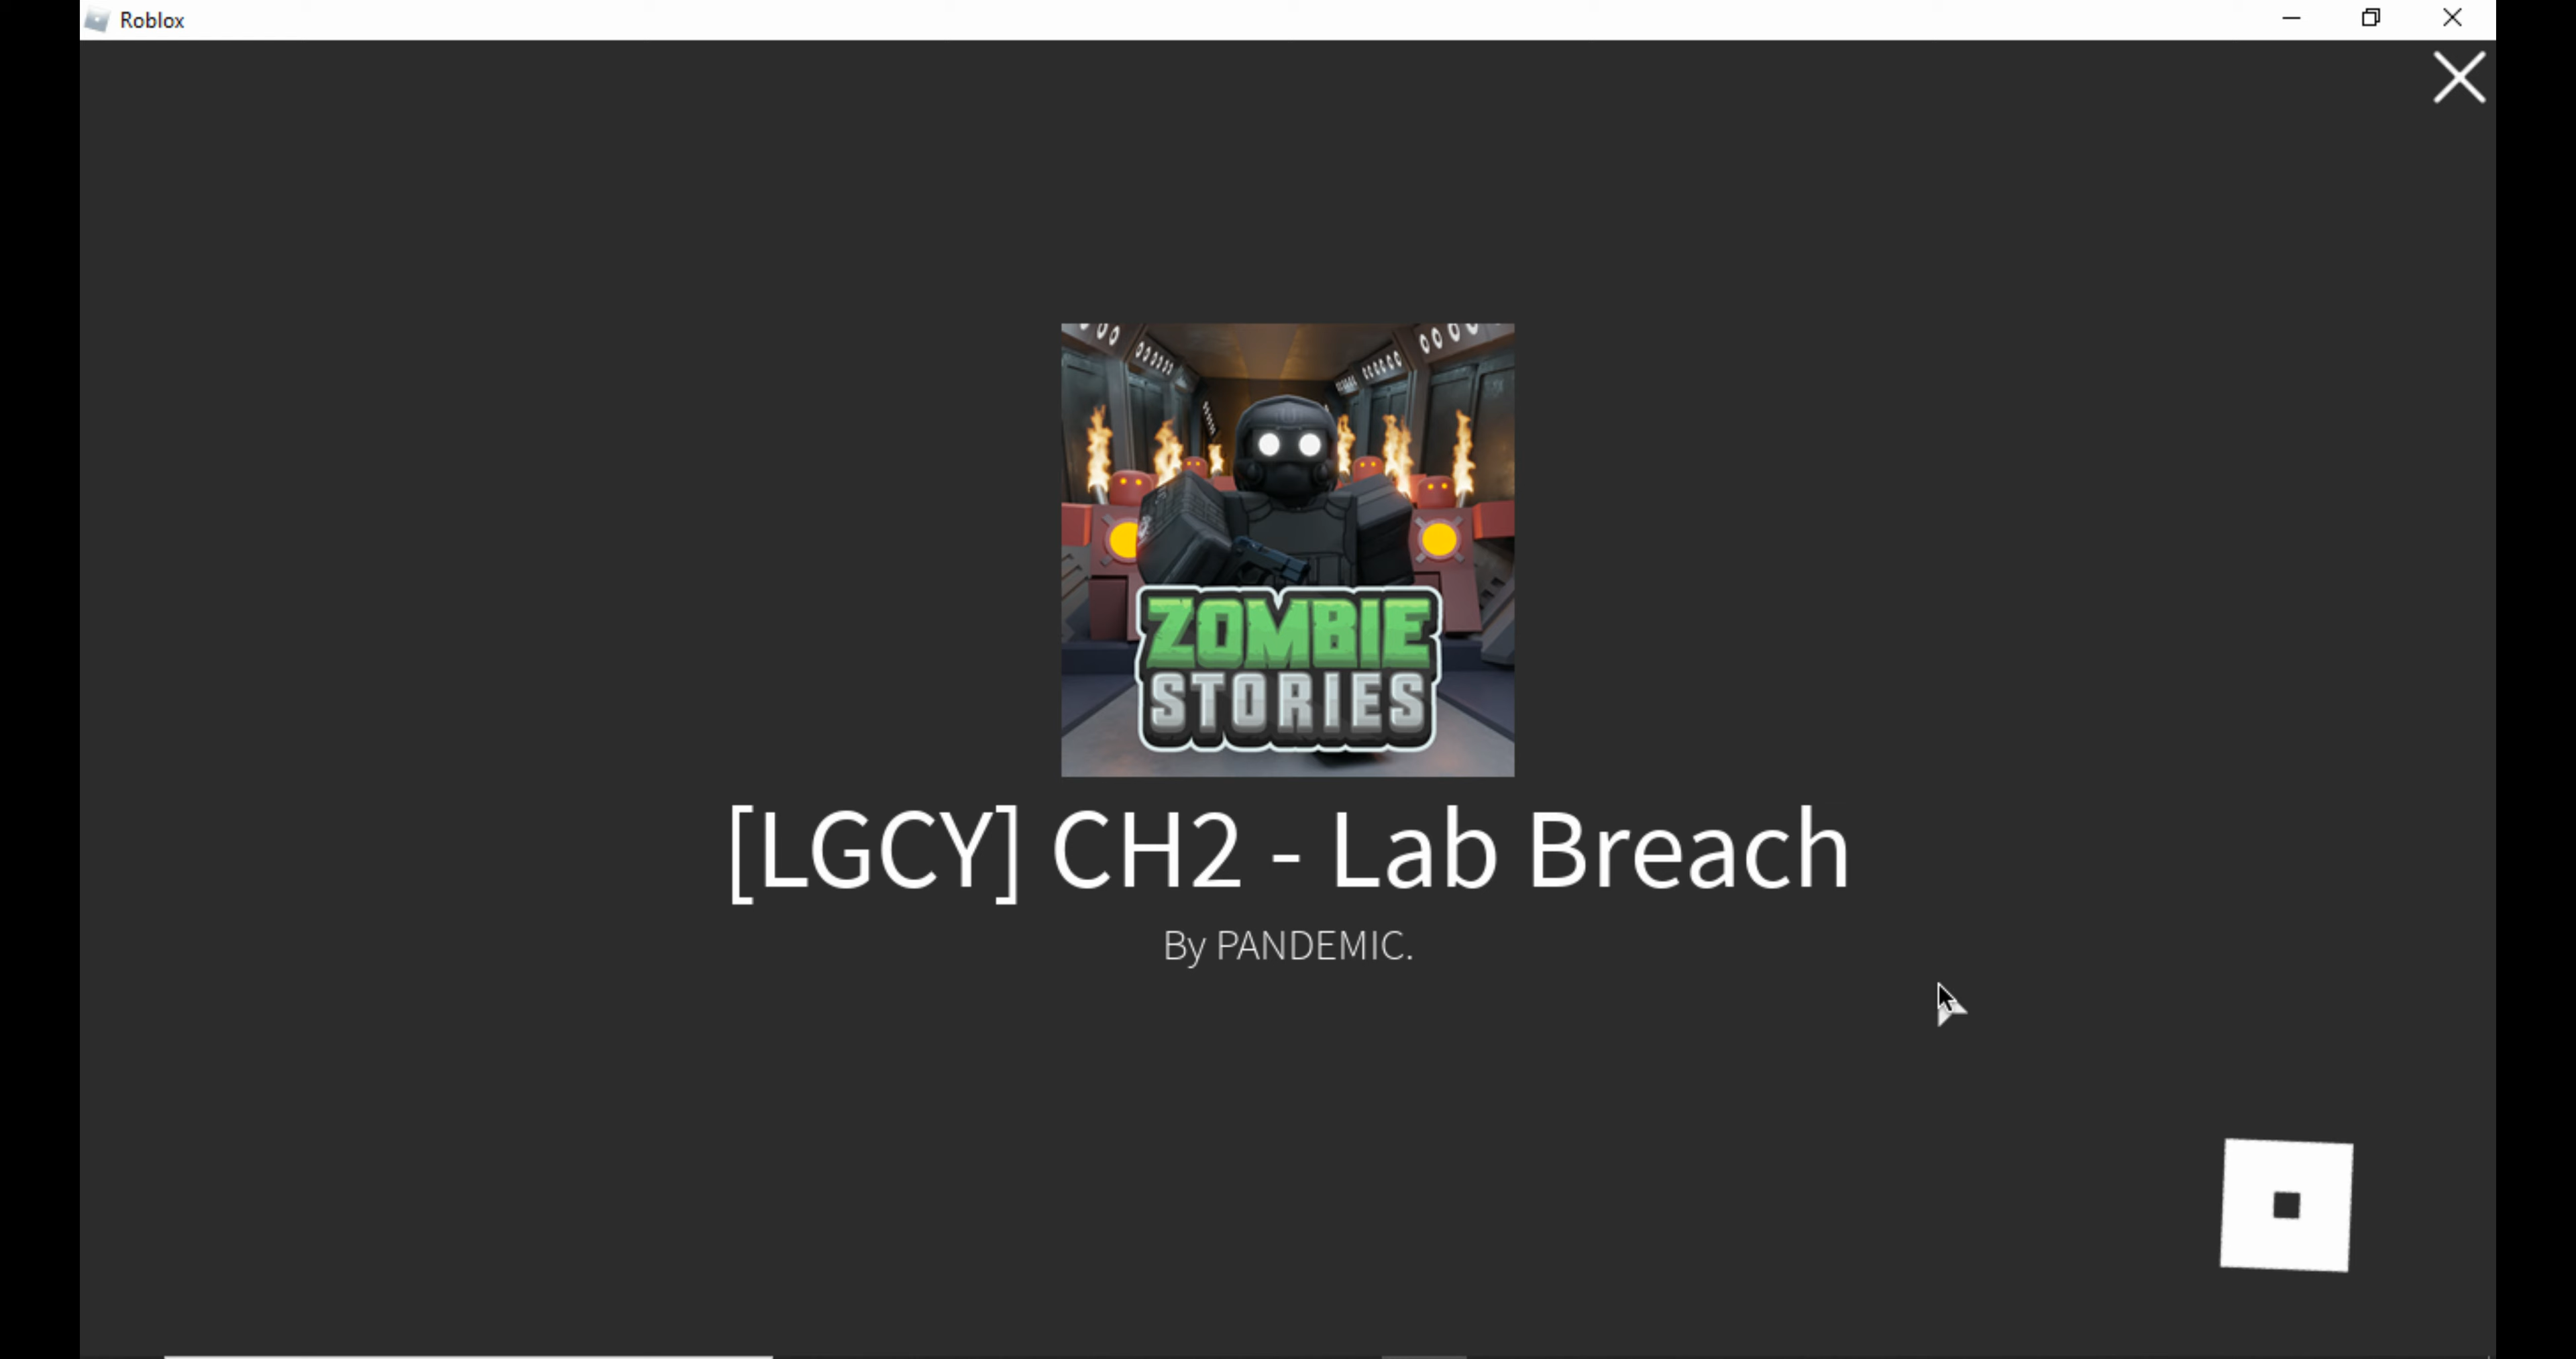 Roblox
ZOMBIE
STORIES
[LGCY] CH2 - Lab Breach
By PANDEMIC.